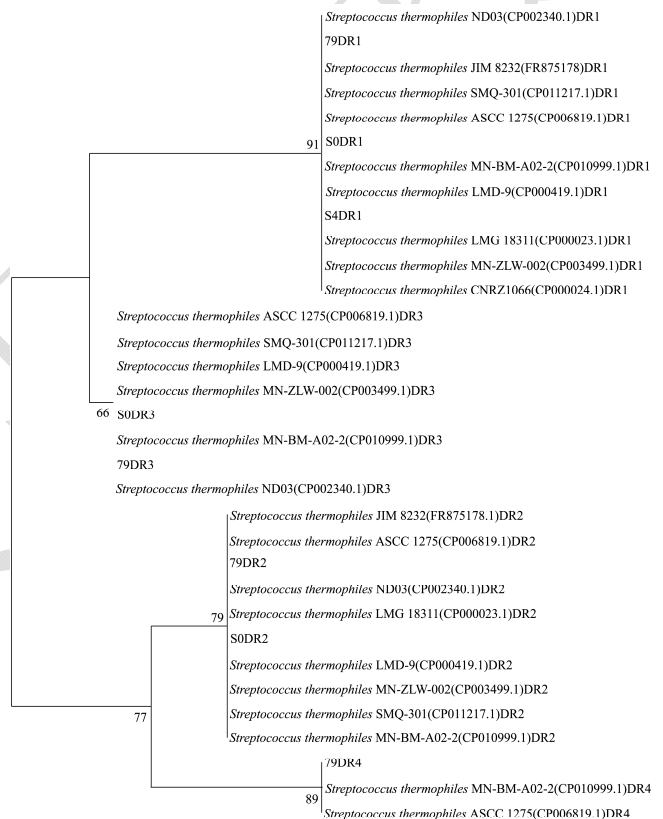 Streptococcus thermophiles ND03(CP002340.1)DR1
79DR1
Streptococcus thermophiles JIM 8232(FR875178)DR1
Streptococcus thermophiles SMQ-301(CP011217.1)DR1
Streptococcus thermophiles ASCC 1275(CP006819.1)DR1
91
S0DR1
Streptococcus thermophiles MN-BM-A02-2(CP010999.1)DR1
Streptococcus thermophiles LMD-9(CP000419.1)DR1
S4DR1
Streptococcus thermophiles LMG 18311(CP000023.1)DR1
Streptococcus thermophiles MN-ZLW-002(CP003499.1)DR1
Streptococcus thermophiles CNRZ1066(CP000024.1)DR1
Streptococcus thermophiles ASCC 1275(CP006819.1)DR3
Streptococcus thermophiles SMQ-301(CP011217.1)DR3
Streptococcus thermophiles LMD-9(CP000419.1)DR3
Streptococcus thermophiles MN-ZLW-002(CP003499.1)DR3
66 S0DR3
Streptococcus thermophiles MN-BM-A02-2(CP010999.1)DR3
79DR3
Streptococcus thermophiles ND03(CP002340.1)DR3
Streptococcus thermophiles JIM 8232(FR875178.1)DR2
Streptococcus thermophiles ASCC 1275(CP006819.1)DR2
79DR2
Streptococcus thermophiles ND03(CP002340.1)DR2
79 Streptococcus thermophiles LMG 18311(CP000023.1)DR2
S0DR2
Streptococcus thermophiles LMD-9(CP000419.1)DR2
Streptococcus thermophiles MN-ZLW-002(CP003499.1)DR2
Streptococcus thermophiles SMQ-301(CP011217.1)DR2
77
Streptococcus thermophiles MN-BM-A02-2(CP010999.1)DR2
79DR4
Streptococcus thermophiles MN-BM-A02-2(CP010999.1)DR4
89
Streptococcus thermophiles ASCC 1275(CP006819.1)DR4